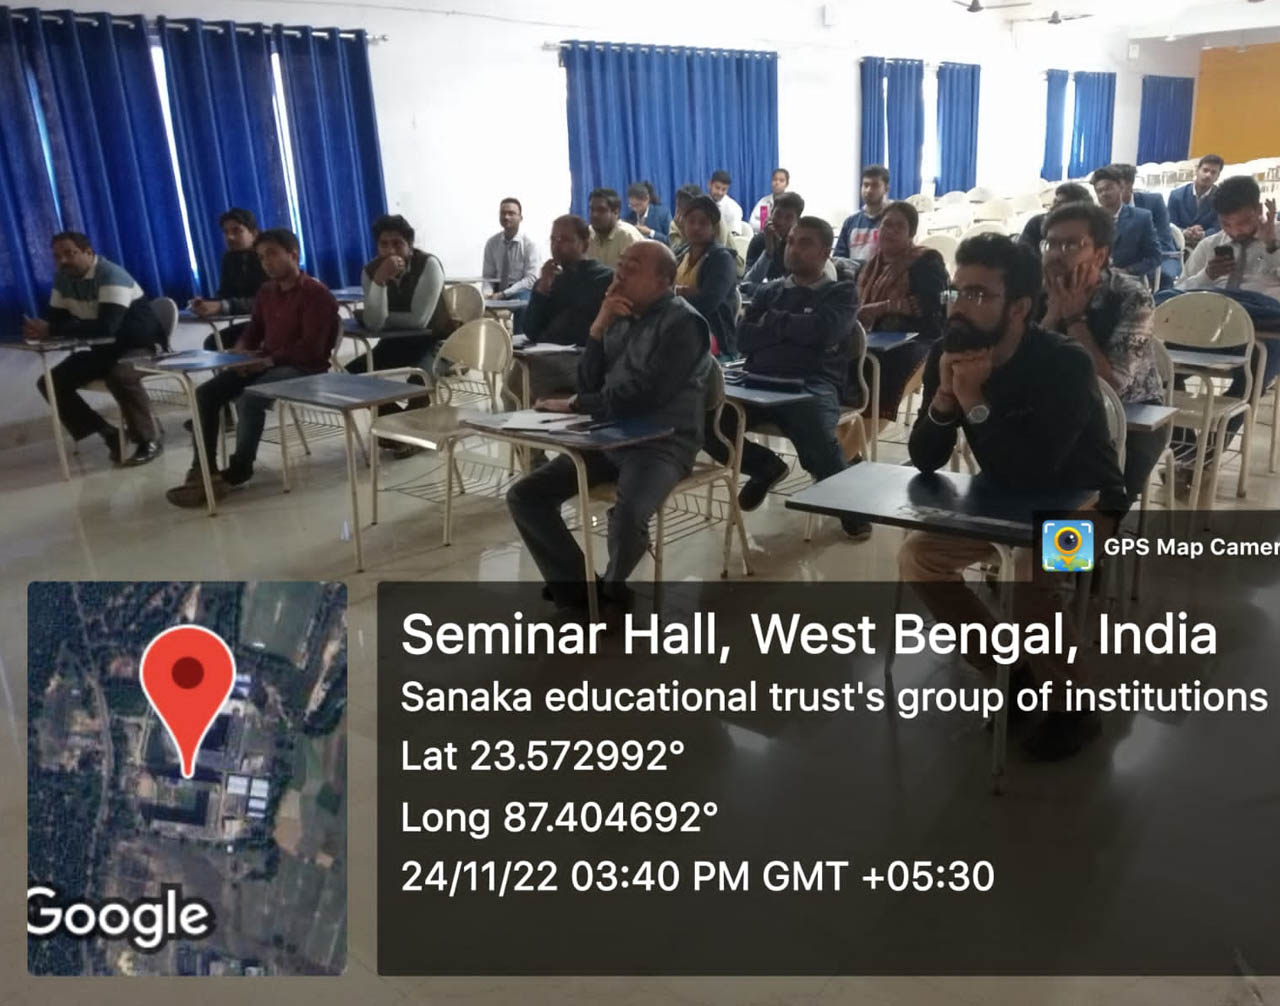 GPS Map Camer
Seminar Hall, West Bengal, India
Sanaka educational trust's group of institutions
Lat 23.572992°
Long 87.404692°
24/11/22 03:40 PM GMT +05:30
Google